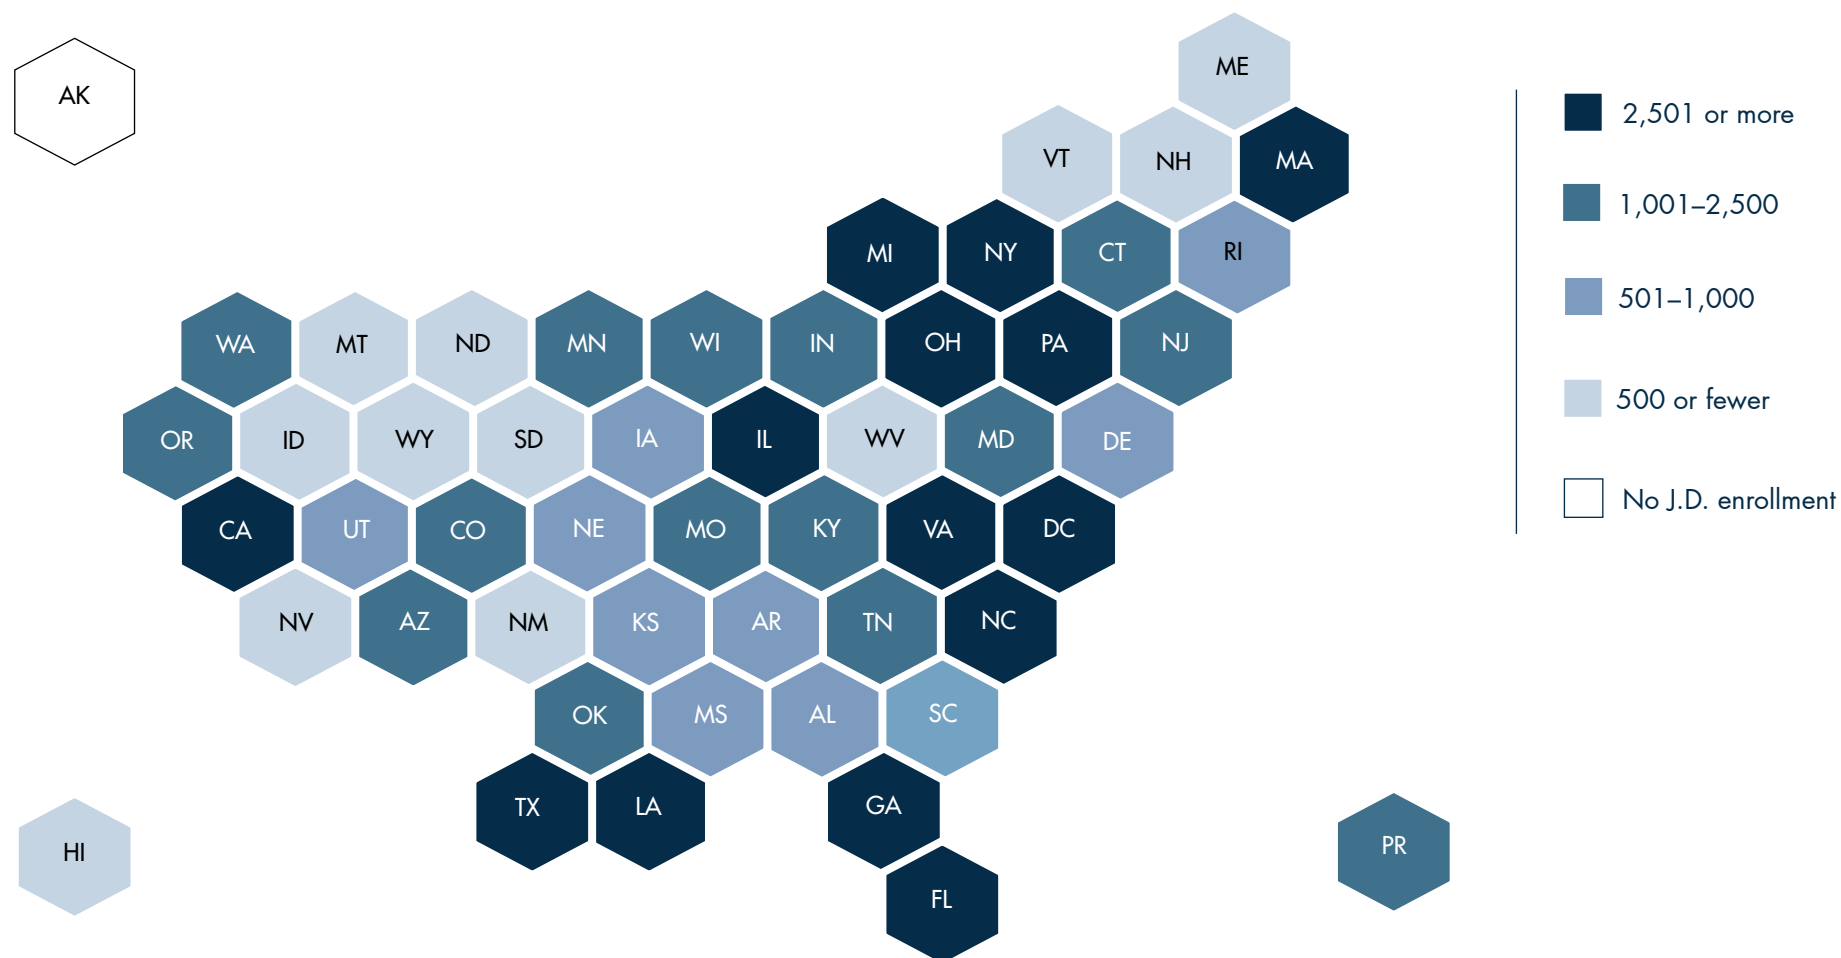 AK
ME
VT
NH
MA
MI
NY
CT
RI
WA
MT
ND
MN
WI
IN
OH
PA
NJ
OR
ID
WY
SD
IA
IL
WV
MD
DE
CA
UT
CO
NE
MO
KY
VA
DC
NV
AZ
NM
KS
AR
TN
NC
OK
MS
AL
SC
TX
LA
GA
FL
HI
PR
2,501 or more
1,001–2,500
501–1,000
500 or fewer
No J.D. enrollment